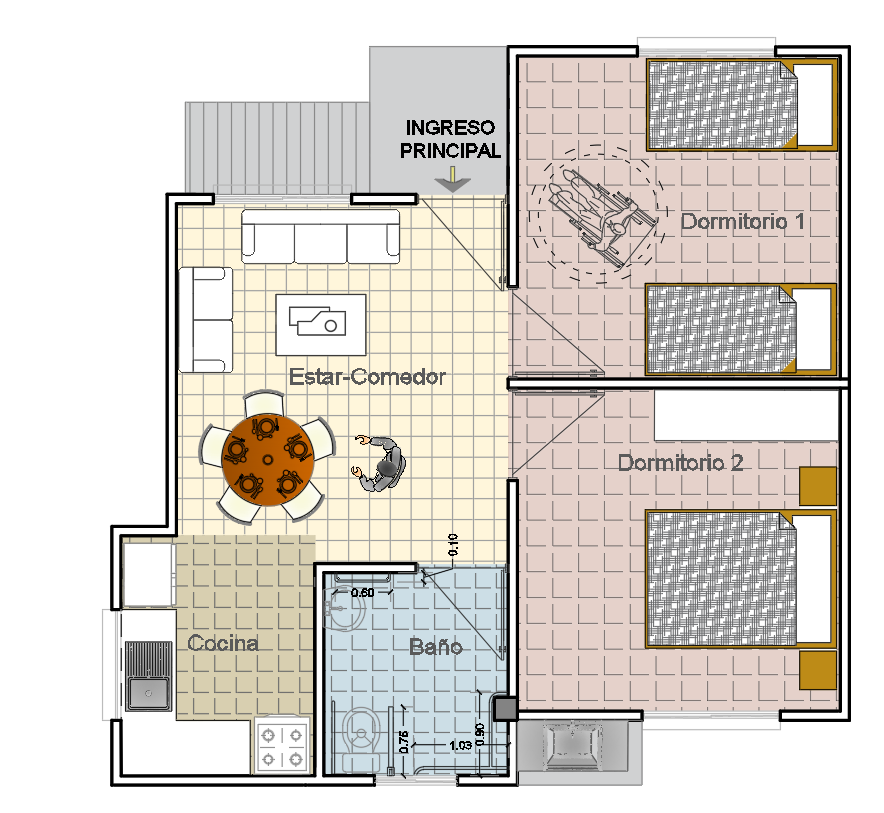 INGRESO
PRINCIPAL
Dormitorio 1
Estar-Comedor
Dormitorio 2
0.10
0.60
Cocina
Baño
0.75
1.03
0.90